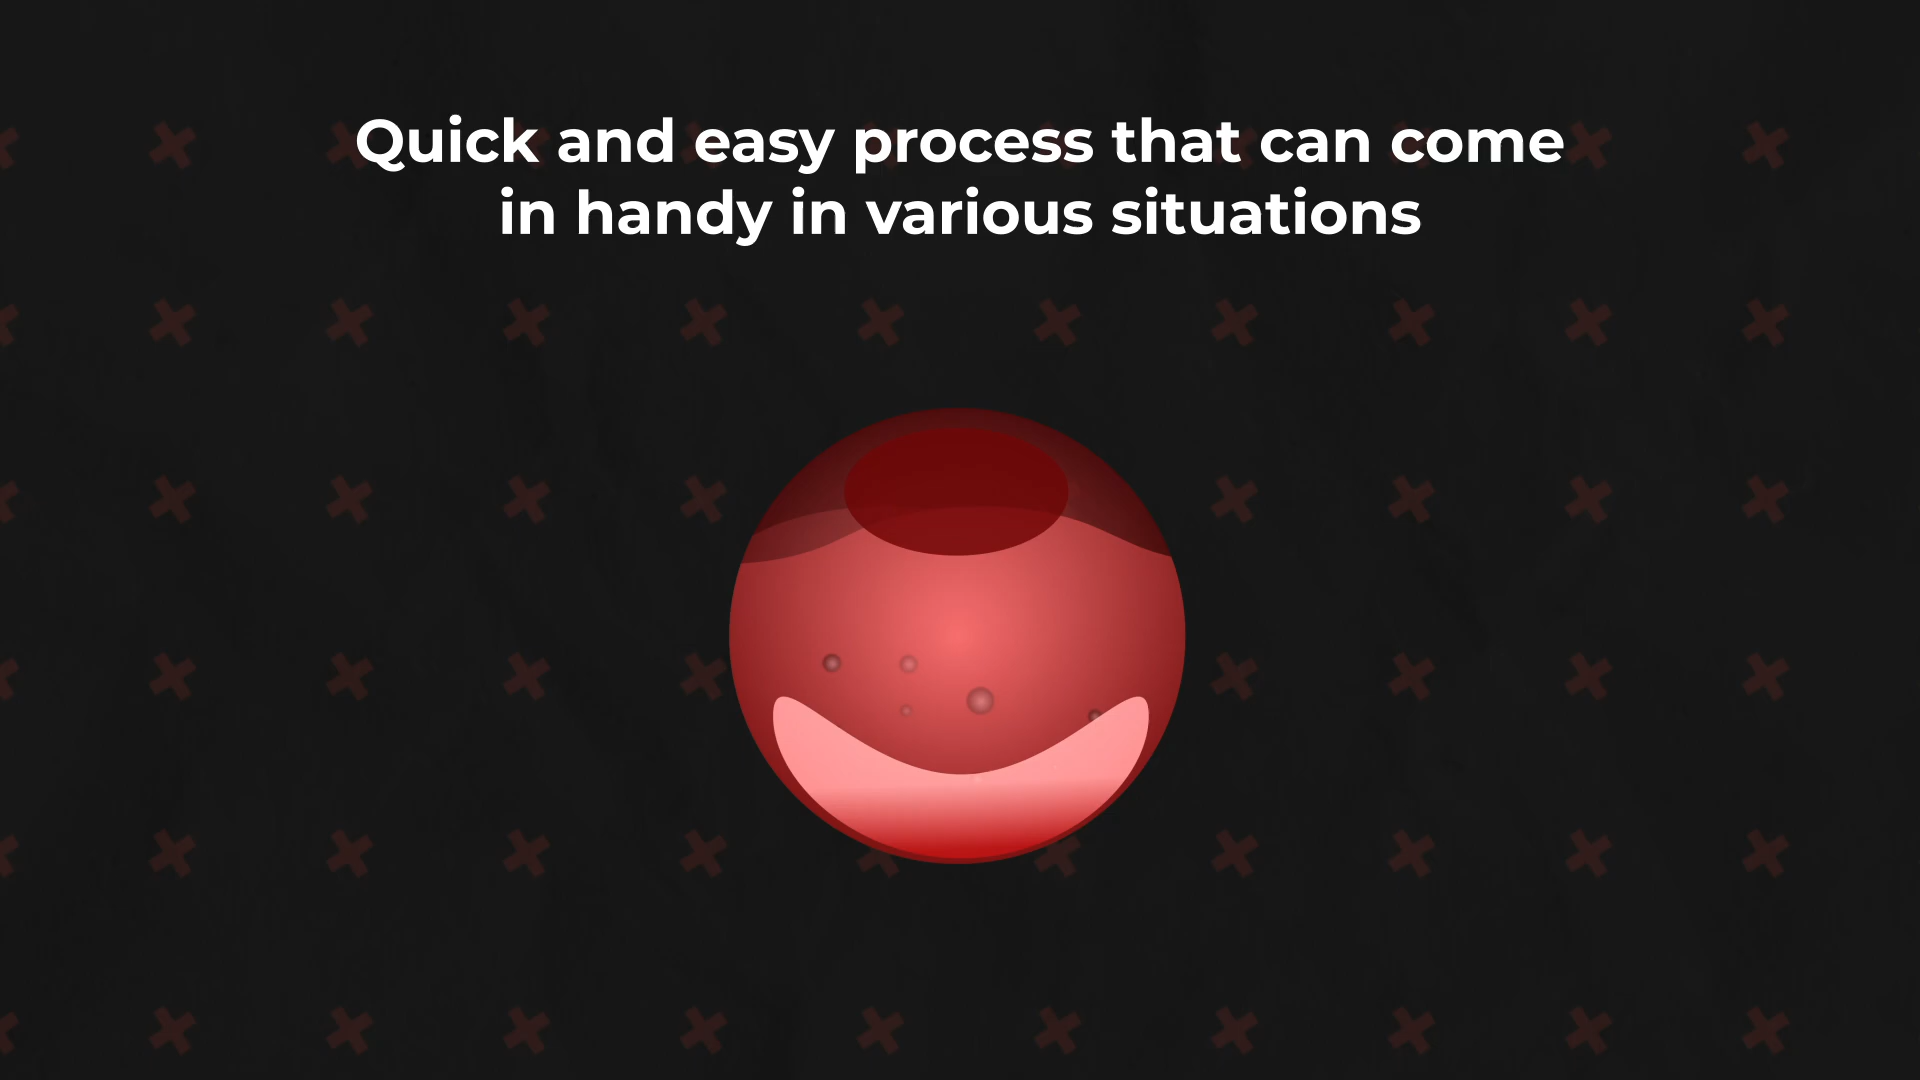 Quick and easy process that can come
in handy in various situations